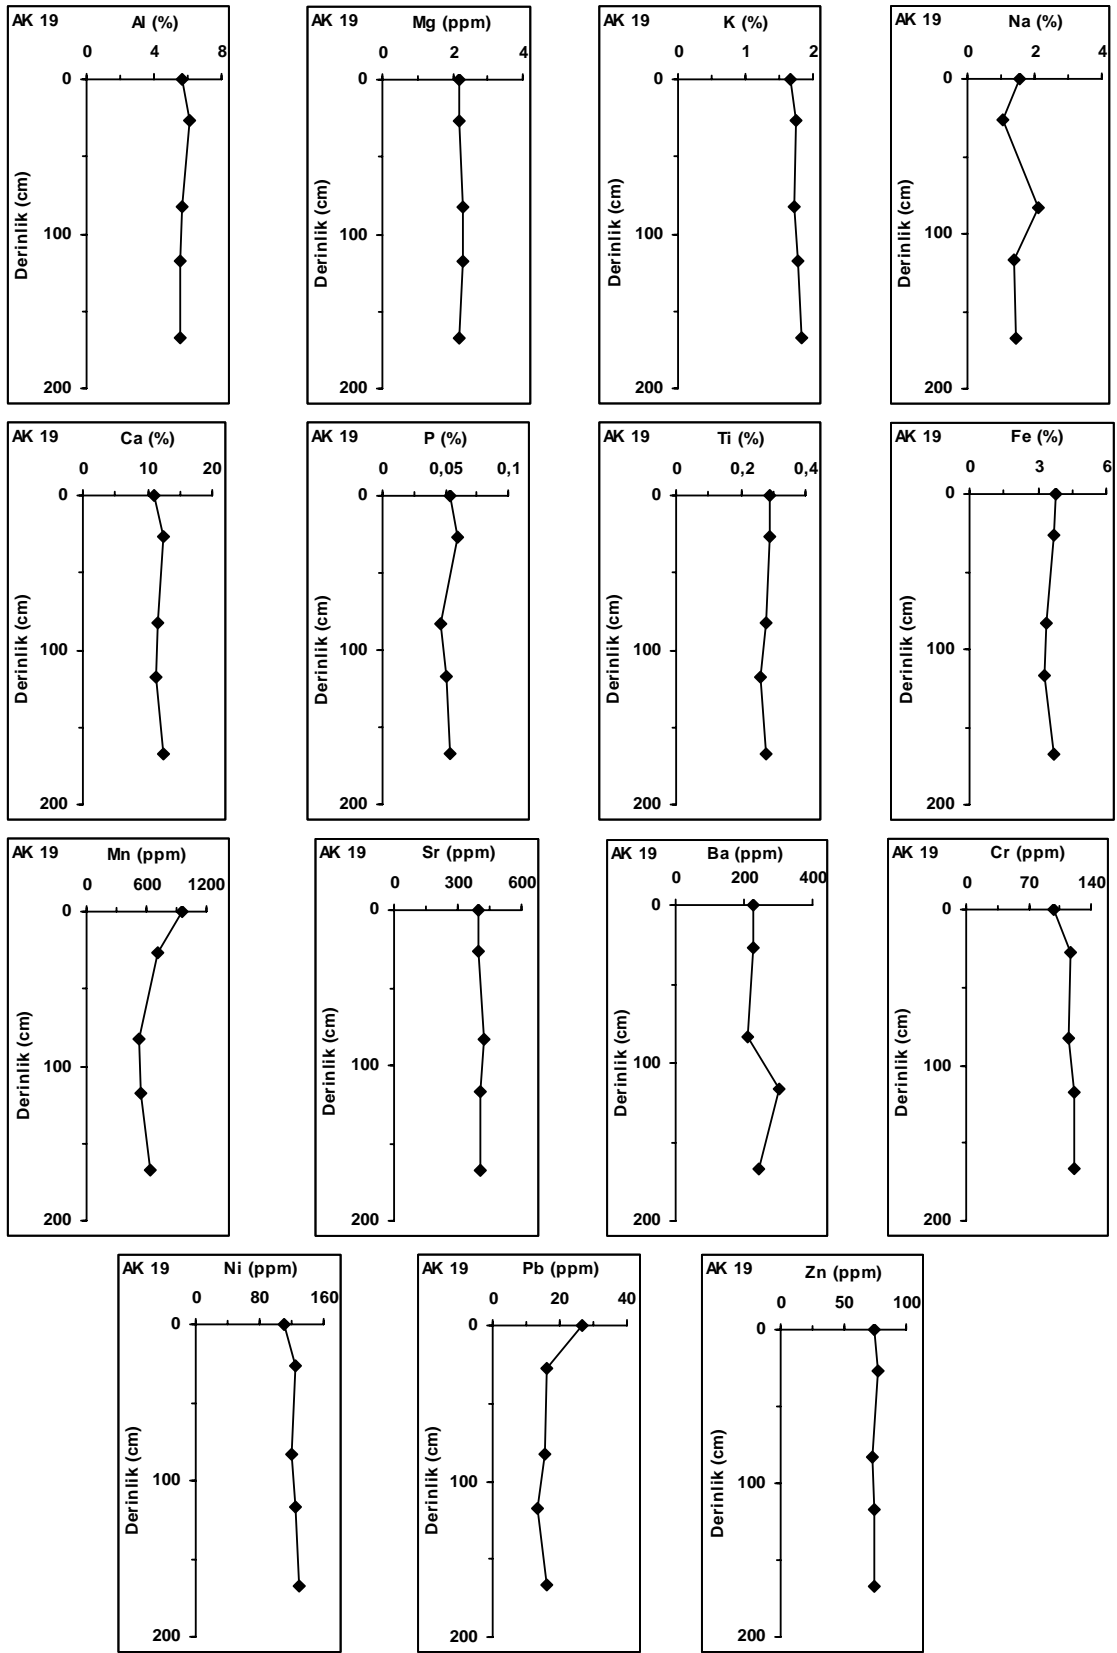 AK 19 Al (%)
0 4 8
0
100
200
Derinlik (cm)
AK 19 Mg (ppm)
0 2 4
0
100
200
Derinlik (cm)
AK 19 K (%)
0 1 2
0
100
200
Derinlik (cm)
AK 19 Na (%)
0 2 4
0
100
200
Derinlik (cm)
AK 19 Ca (%)
0 10 20
0
100
200
Derinlik (cm)
AK 19 P (%)
0 0,05 0,1
0
100
200
Derinlik (cm)
AK 19 Ti (%)
0 0,2 0,4
0
100
200
Derinlik (cm)
AK 19 Fe (%)
0 3 6
0
100
200
Derinlik (cm)
AK 19 Mn (ppm)
0 600 1200
0
100
200
Derinlik (cm)
AK 19 Sr (ppm)
0 300 600
0
100
200
Derinlik (cm)
AK 19 Ba (ppm)
0 200 400
0
100
200
Derinlik (cm)
AK 19 Cr (ppm)
0 70 140
0
100
200
Derinlik (cm)
AK 19 Ni (ppm)
0 80 160
0
100
200
Derinlik (cm)
AK 19 Pb (ppm)
0 20 40
0
100
200
Derinlik (cm)
AK 19 Zn (ppm)
0 50 100
0
100
200
Derinlik (cm)